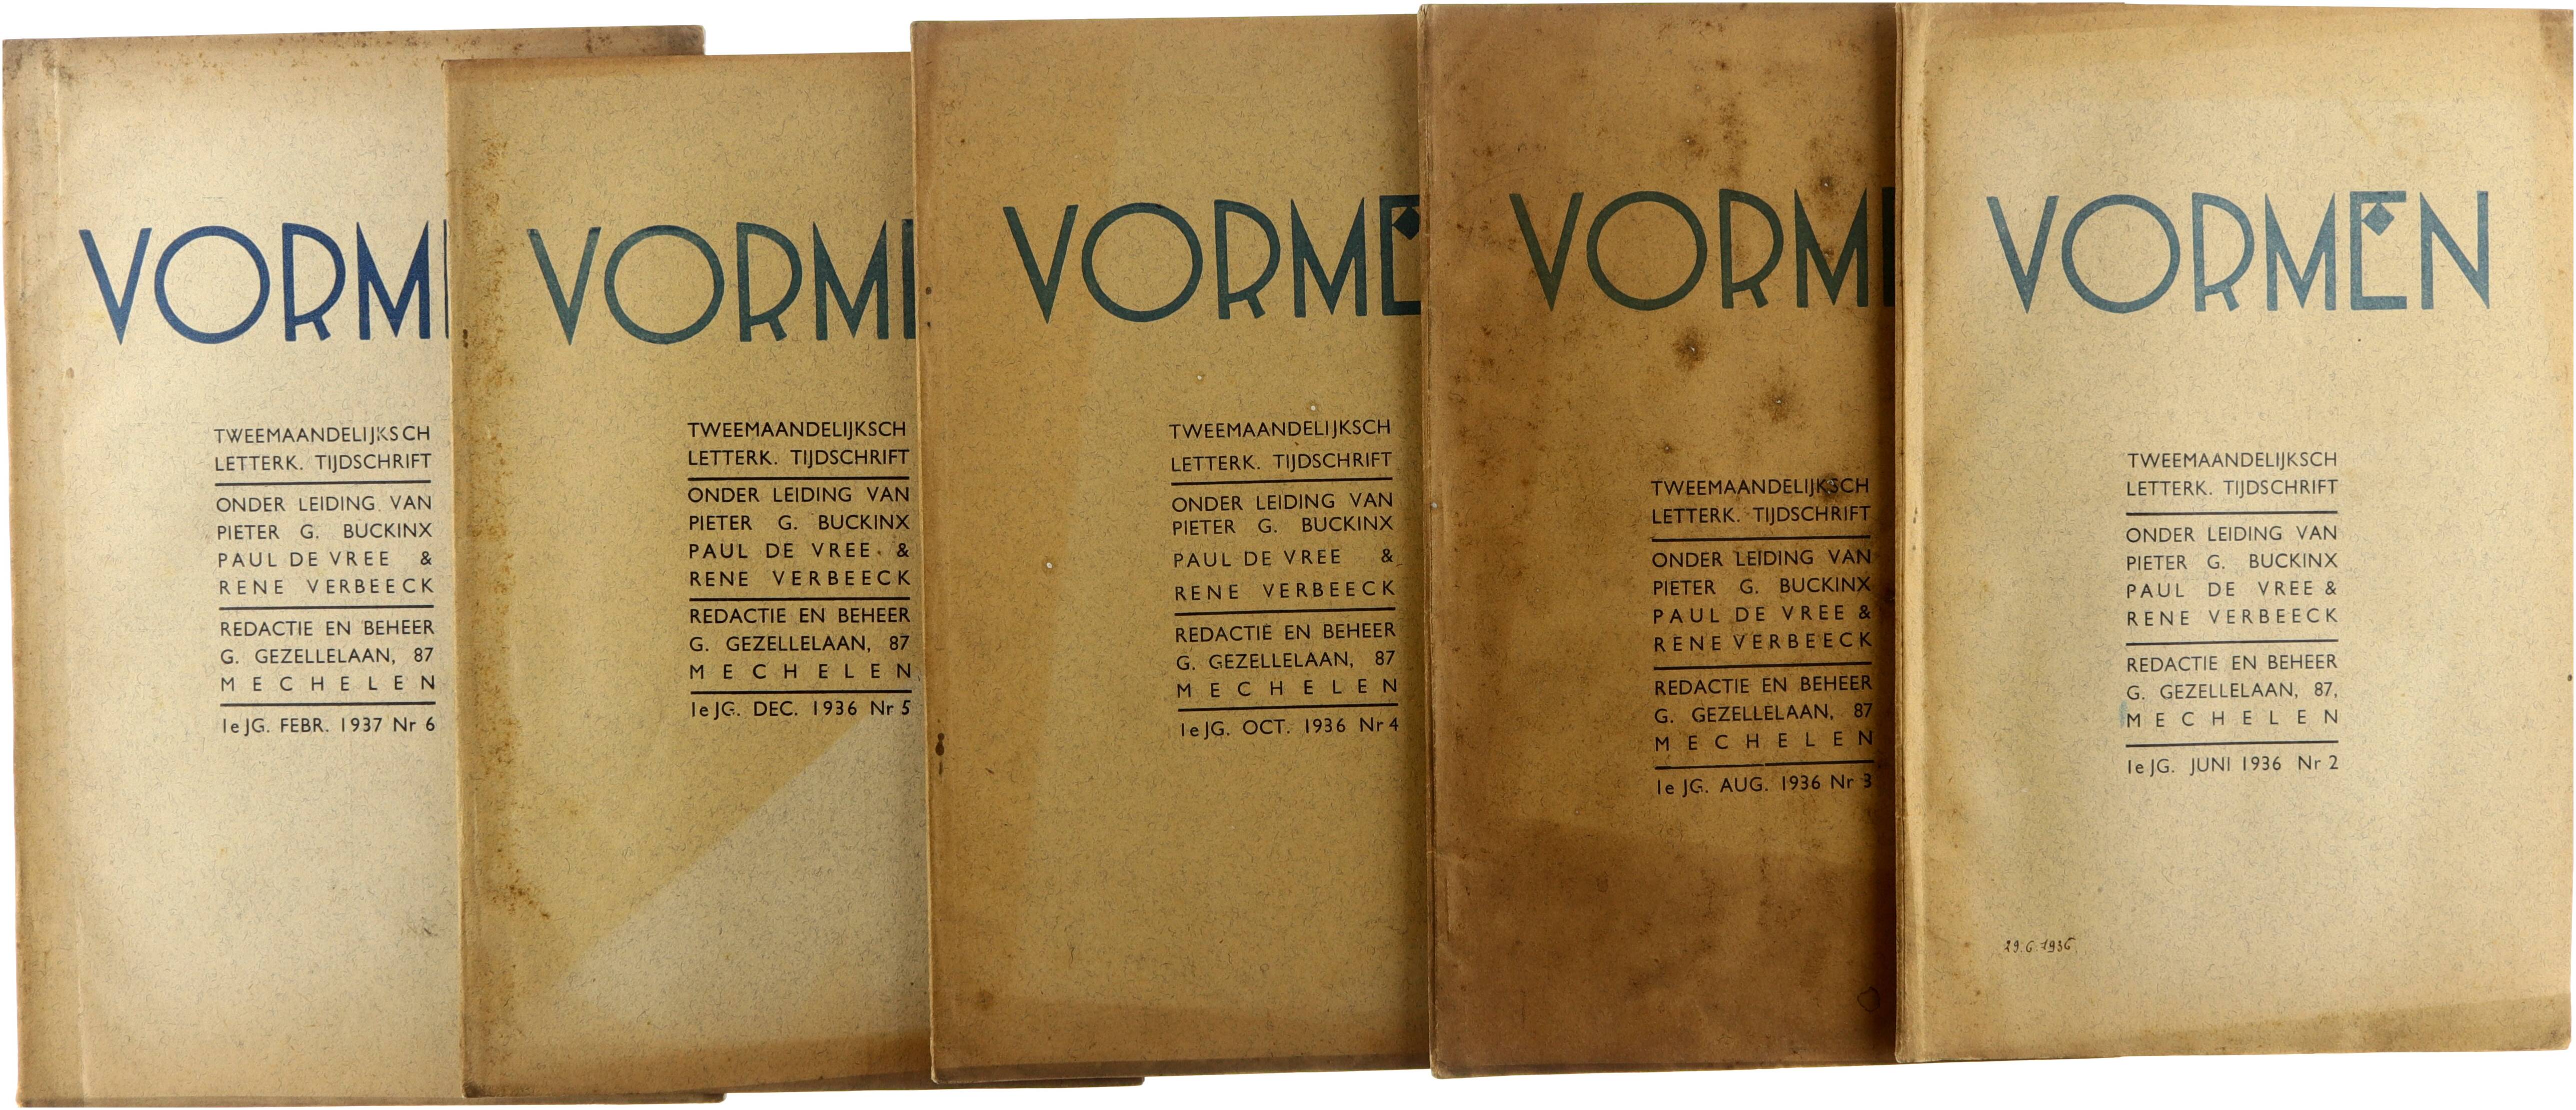 VORM
TWEEMAANDELIJKSCH
LETTERK. TIJDSCHRIFT
ONDER LEIDING VAN
PIETER G. BUCKINX
PAUL DE VREE &
RENE VERBEECK
REDACTIE EN BEHEER
G. GEZELLELAAN, 87
MECHELEN
1e JG. FEBR. 1937 Nr 6
VORM
TWEEMAANDELIJKSCH
LETTERK. TIJDSCHRIFT
ONDER LEIDING VAN
PIETER G. BUCKINX
PAUL DE VREE &
RENE VERBEECK
REDACTIE EN BEHEER
G. GEZELLELAAN, 87
MECHELEN
1e JG. DEC. 1936 Nr 5
VORME
TWEEMAANDELIJKSCH
LETTERK. TIJDSCHRIFT
ONDER LEIDING VAN
PIETER G. BUCKINX
PAUL DE VREE &
RENE VERBEECK
REDACTIE EN BEHEER
G. GEZELLELAAN, 87
MECHELEN
1e JG. OCT. 1936 Nr 4
VORM
TWEEMAANDELIJKSCH
LETTERK. TIJDSCHRIFT
ONDER LEIDING VAN
PIETER G. BUCKINX
PAUL DE VREE &
RENE VERBEECK
REDACTIE EN BEHEER
G. GEZELLELAAN, 87
MECHELEN
1e JG. AUG. 1936 Nr 3
VORMEN
TWEEMAANDELIJKSCH
LETTERK. TIJDSCHRIFT
ONDER LEIDING VAN
PIETER G. BUCKINX
PAUL DE VREE &
RENE VERBEECK
REDACTIE EN BEHEER
G. GEZELLELAAN, 87,
MECHELEN
1e JG. JUNI 1936 Nr 2
29.6.1936